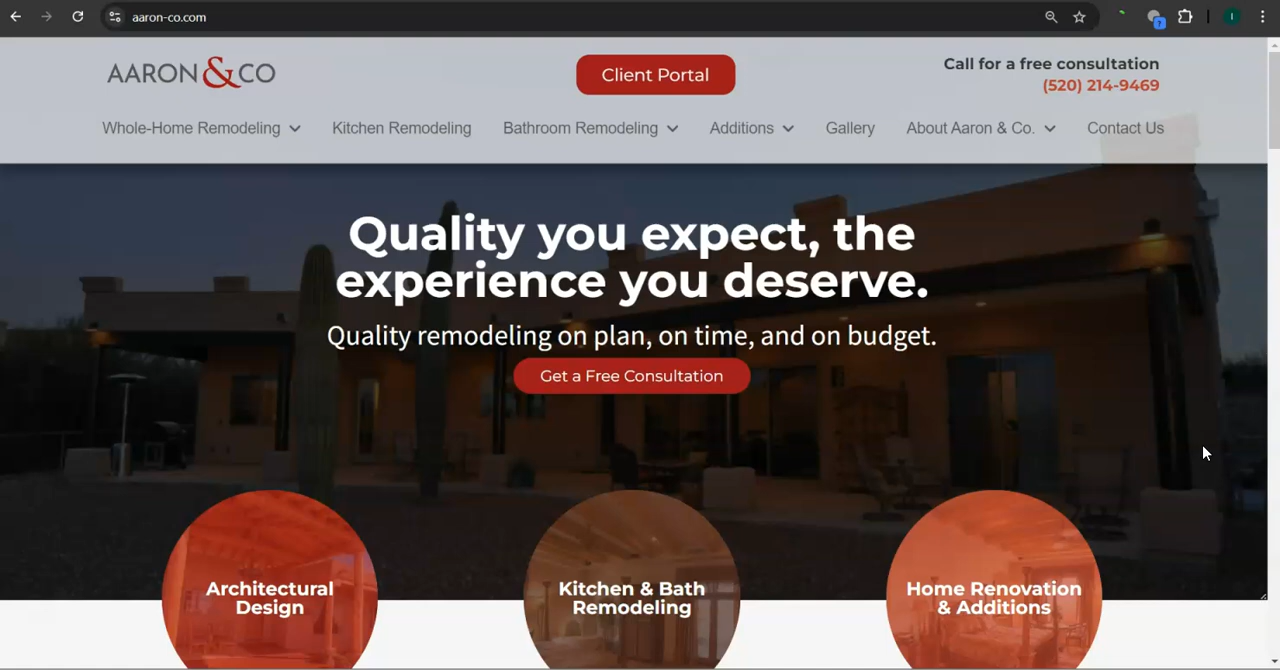 aaron-co.com
AARON & CO
Client Portal
Call for a free consultation
(520) 214-9469
Whole-Home Remodeling
Kitchen Remodeling
Bathroom Remodeling
Additions
Gallery
About Aaron & Co.
Contact Us
Quality you expect, the
experience you deserve.
Quality remodeling on plan, on time, and on budget.
Get a Free Consultation
Architectural
Design
Kitchen & Bath
Remodeling
Home Renovation
& Additions